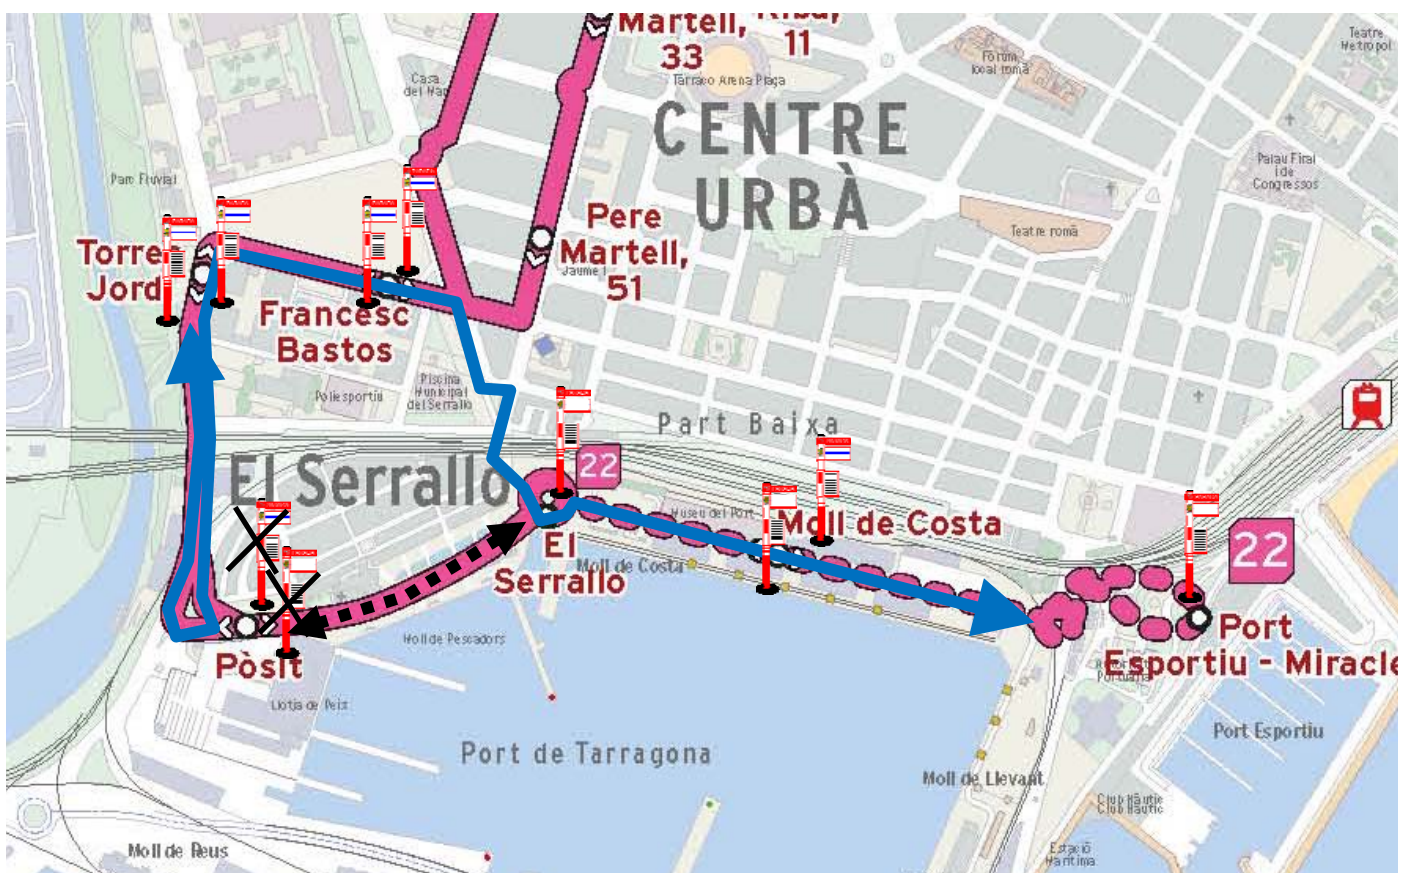 Martell,
33
11
Teatre
Metropol
Fòrum
local romà
Tarraco Arena Plaça
Casa
CENTRE
URBÀ
Palau Firal
i de
Congressos
Parc Fluvial
Pere
Martell,
51
Jaume I
Teatre romà
Torre
Jord
Francesc
Bastos
Piscina
Municipal
del Serrallo
Poliesportiu
Part Baixa
El Serrallo
22
Museu del Port
Moll de Costa
El
Serrallo
Moll de Costa
22
Port
Esportiu - Miracle
Moll de Pescadors
Pòsit
Llotja de Peix
Port de Tarragona
Port Esportiu
Moll de Llevant
Club Nàutic
Club Nàutic
Moll de Reus
Estació
Marítima